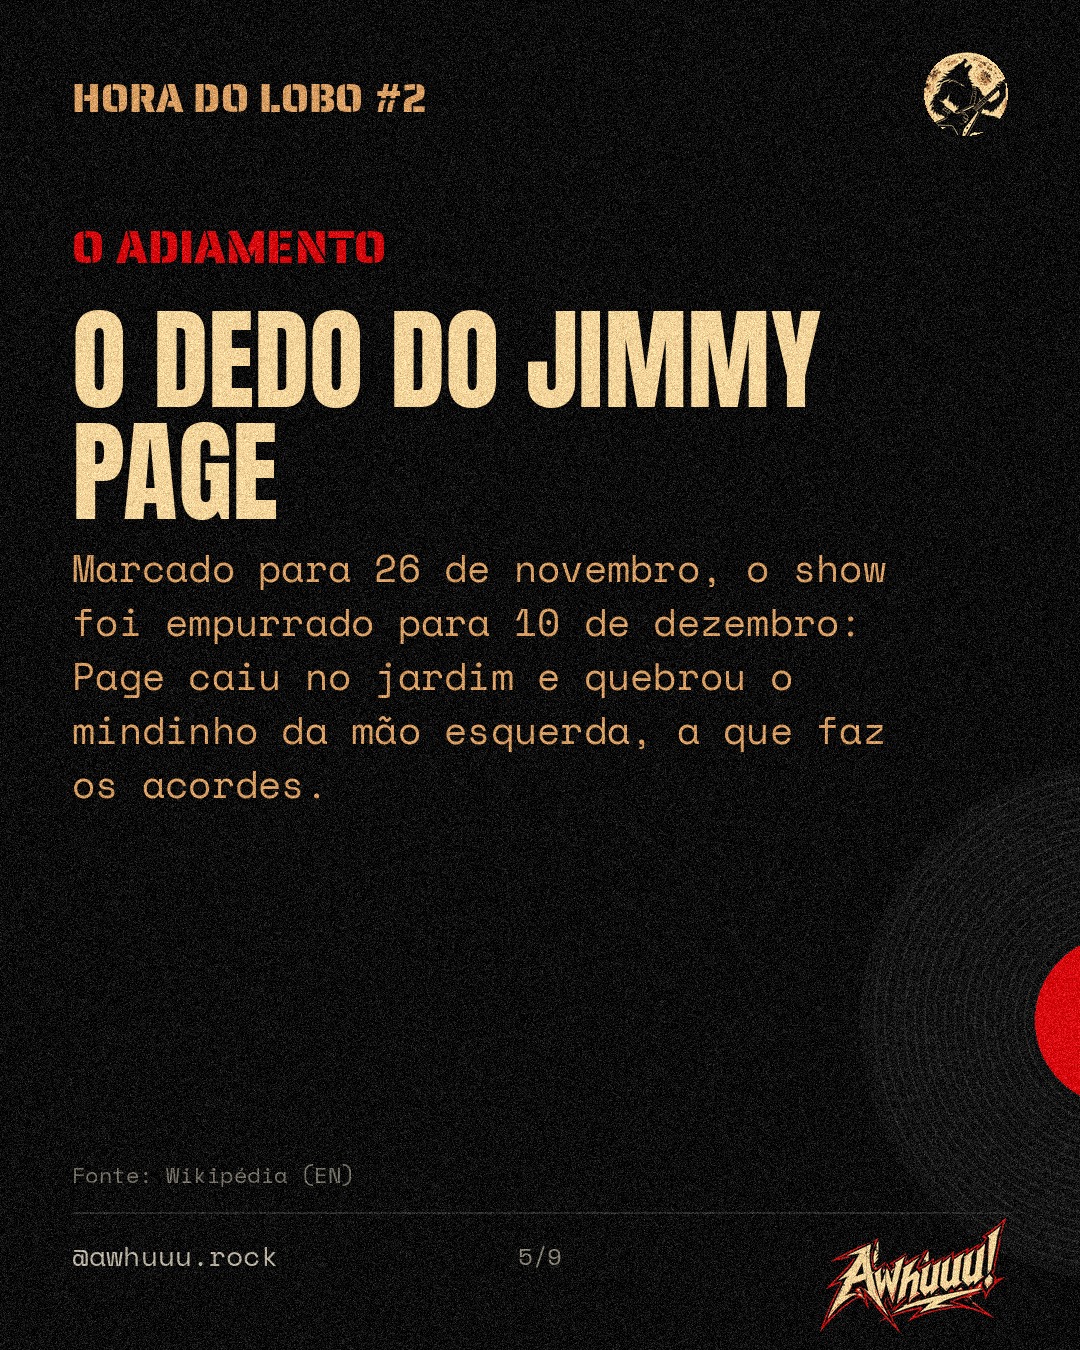 HORA DO LOBO #2
O ADIAMENTO
O DEDO DO JIMMY
PAGE
Marcado para 26 de novembro, o show
foi empurrado para 10 de dezembro:
Page caiu no jardim e quebrou o
mindinho da mão esquerda, a que faz
os acordes.
Fonte: Wikipédia (EN)
@awhuuu.rock
5/9
Awhuuu!